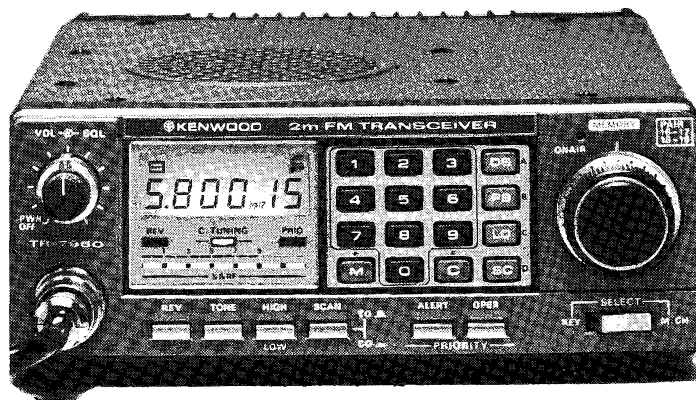 KENWOOD 2m FM TRANSCEIVER
VOL SQL
MEMORY
PAIR
ON AIR
5.800 15
PWR OFF
REV C. TUNING PRIO
TR-7950
1 2 3 A
4 5 6 B
7 8 9 LO C
M 0 C SC D
S & RF
REV TONE HIGH SCAN ALERT OPER
LOW
PRIORITY
SELECT
KEY M. CH